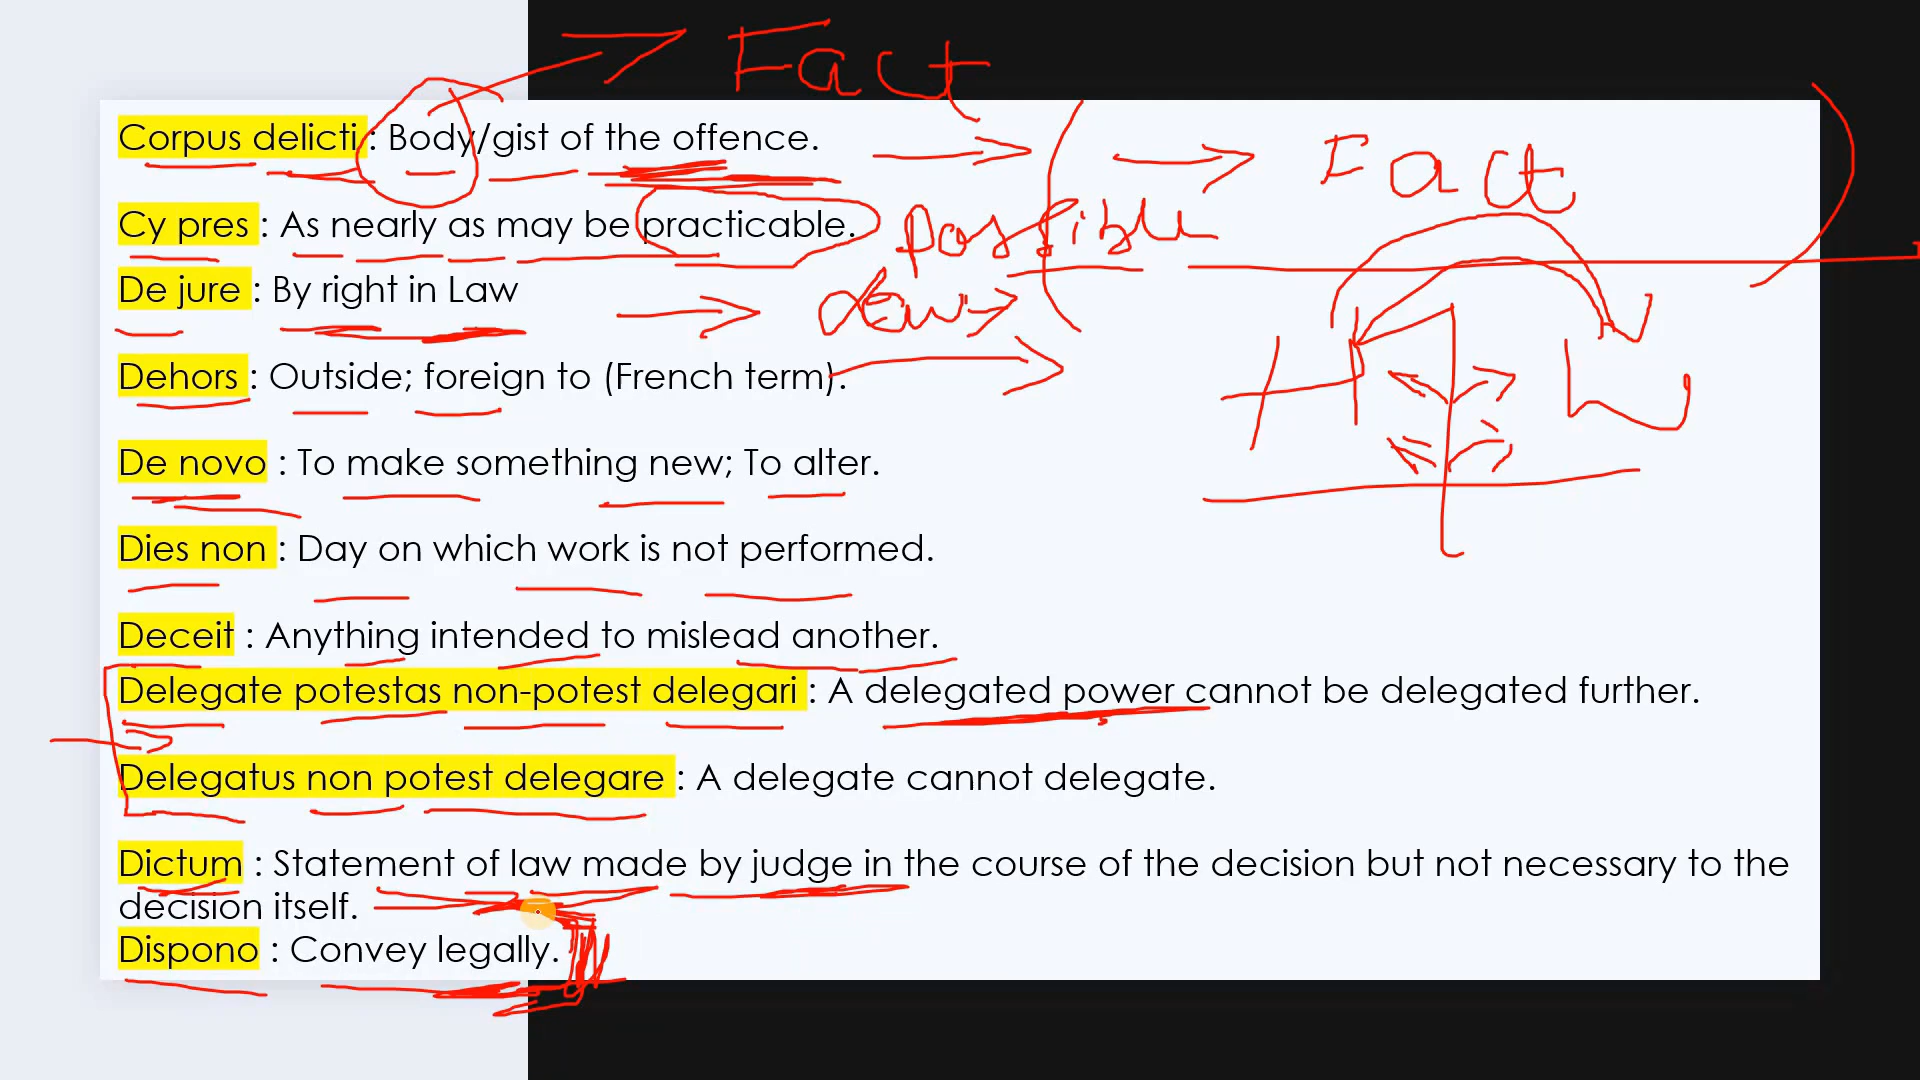 Fact
Corpus delicti : Body/gist of the offence.
Fact
Cy pres : As nearly as may be practicable.
possible
De jure : By right in Law
Law
H W
Dehors : Outside; foreign to (French term).
De novo : To make something new; To alter.
Dies non : Day on which work is not performed.
Deceit : Anything intended to mislead another.
Delegate potestas non-potest delegari : A delegated power cannot be delegated further.
Delegatus non potest delegare : A delegate cannot delegate.
Dictum : Statement of law made by judge in the course of the decision but not necessary to the
decision itself.
Dispono : Convey legally.